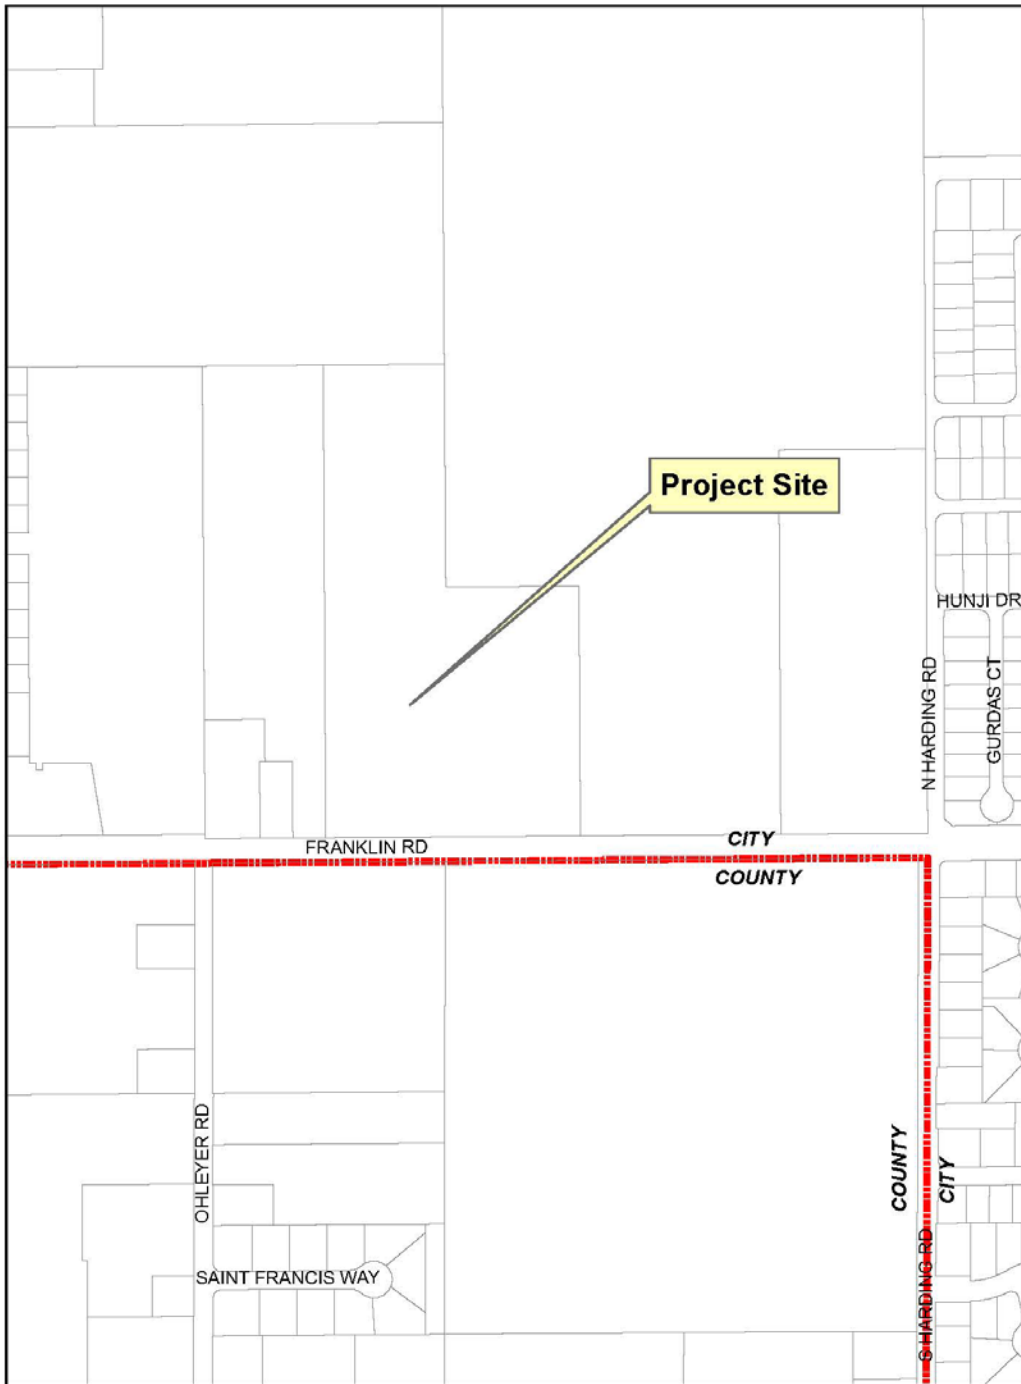 Project Site
HUNJI DR
N HARDING RD
GURDAS CT
FRANKLIN RD
CITY
COUNTY
OHLEYER RD
COUNTY
CITY
SAINT FRANCIS WAY
S HARDING RD